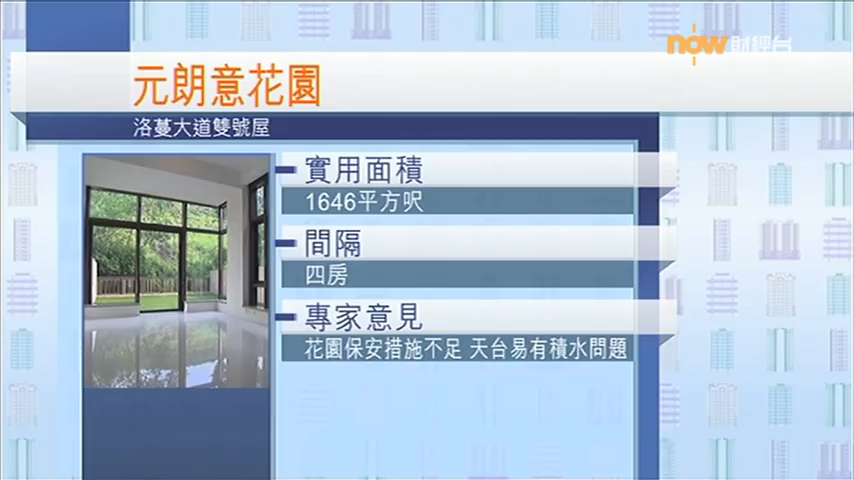 now財經台
元朗意花園
洛蔓大道雙號屋
實用面積
1646平方呎
間隔
四房
專家意見
花園保安措施不足 天台易有積水問題